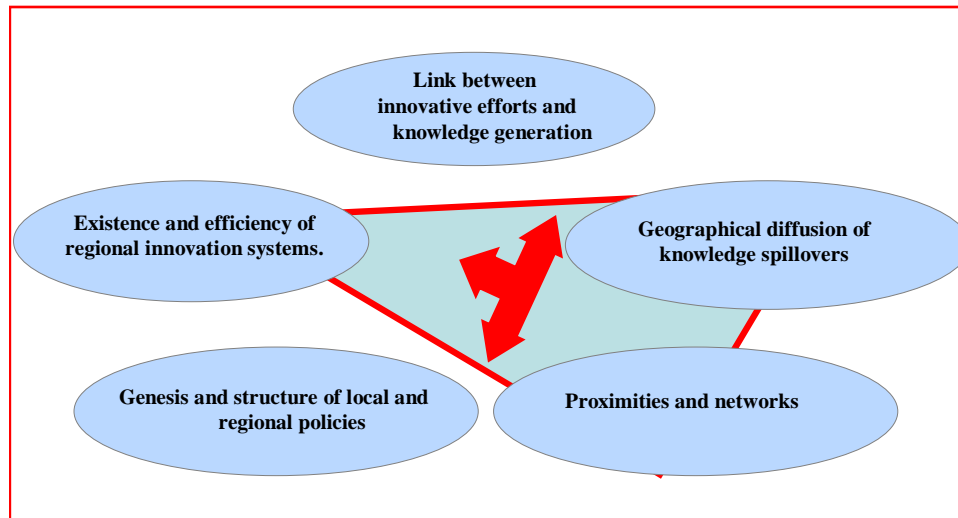 Link between
innovative efforts and
knowledge generation
Existence and efficiency of
regional innovation systems.
Geographical diffusion of
knowledge spillovers
Genesis and structure of local and
regional policies
Proximities and networks